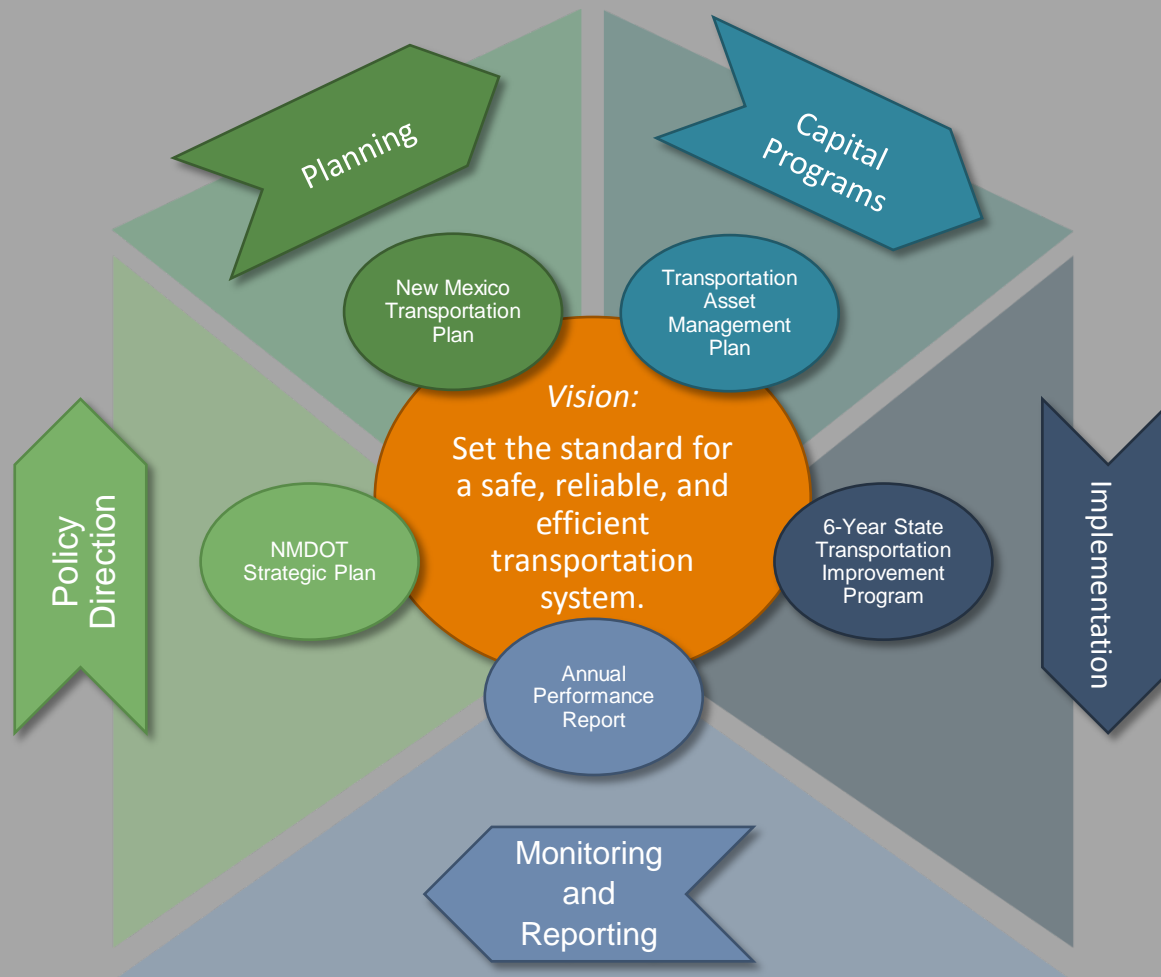 Planning
Capital
Programs
New Mexico
Transportation
Plan
Transportation
Asset
Management
Plan
Vision:
Set the standard for
a safe, reliable, and
efficient
transportation
system.
Policy
Direction
NMDOT
Strategic Plan
6-Year State
Transportation
Improvement
Program
Implementation
Annual
Performance
Report
Monitoring
and
Reporting